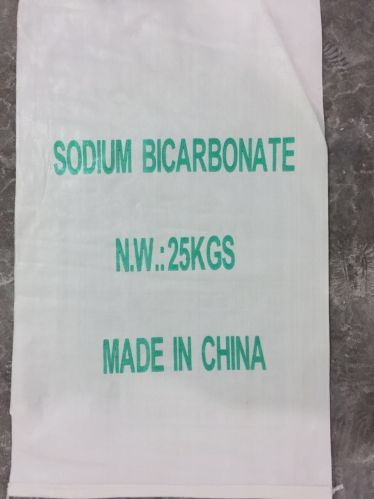 SODIUM BICARBONATE
N.W.:25KGS
MADE IN CHINA